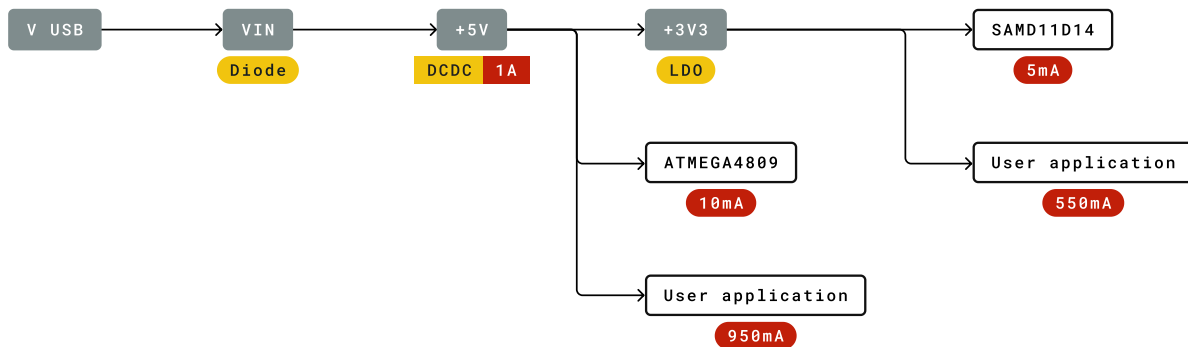 V USB
VIN
Diode
+5V
DCDC 1A
+3V3
LDO
SAMD11D14
5mA
ATMEGA4809
10mA
User application
550mA
User application
950mA